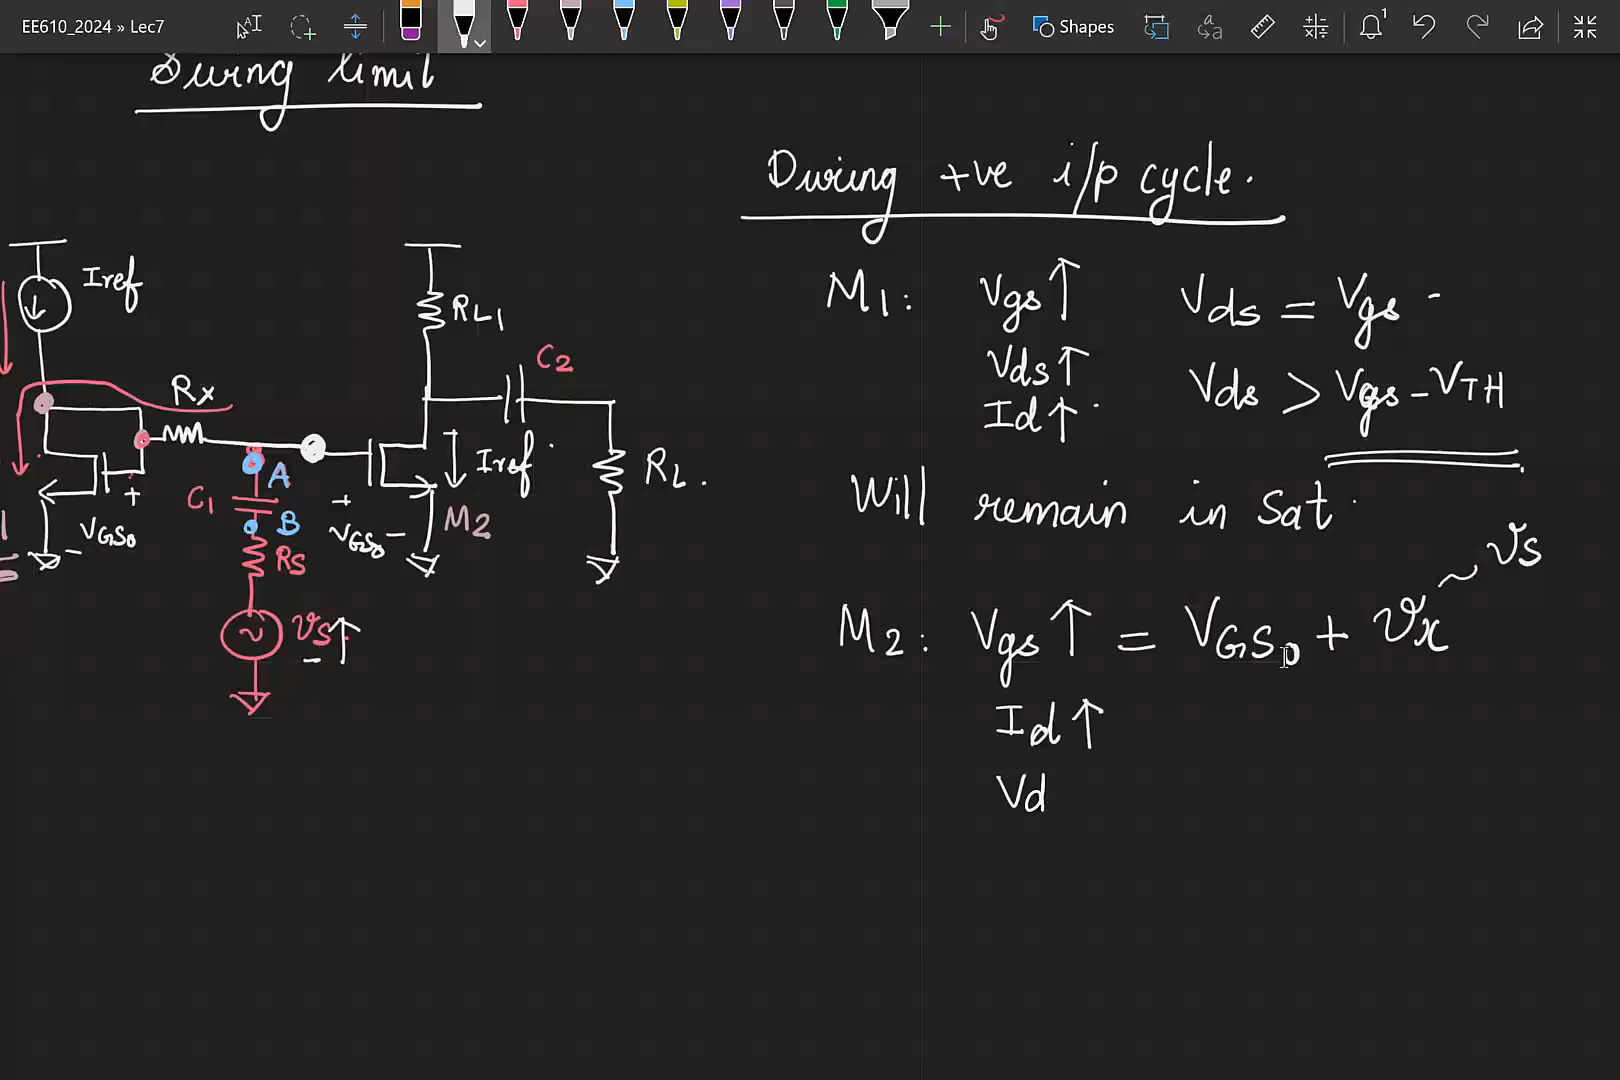 EE610_2024 » Lec7
Shapes
1
Swing limit
During +ve i/p cycle.
Iref
RL1
C2
Rx
A
C1
B
Rs
+
VGS0
-
+
VGS0 -
Iref
M2
RL.
vs↑
-
M1: Vgs↑ Vds = Vgs -
Vds↑ Vds > Vgs - VTH
Id↑
Will remain in Sat.
M2: Vgs↑ = VGS0 + vx ~ vs
Id↑
Vd